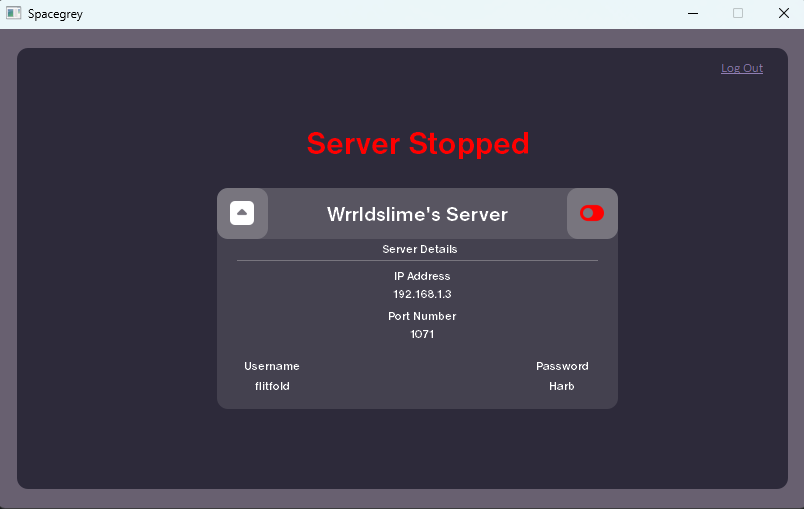 Spacegrey
Log Out
Server Stopped
Wrrldslime's Server
Server Details
IP Address
192.168.1.3
Port Number
1071
Username Password
flitfold Harb